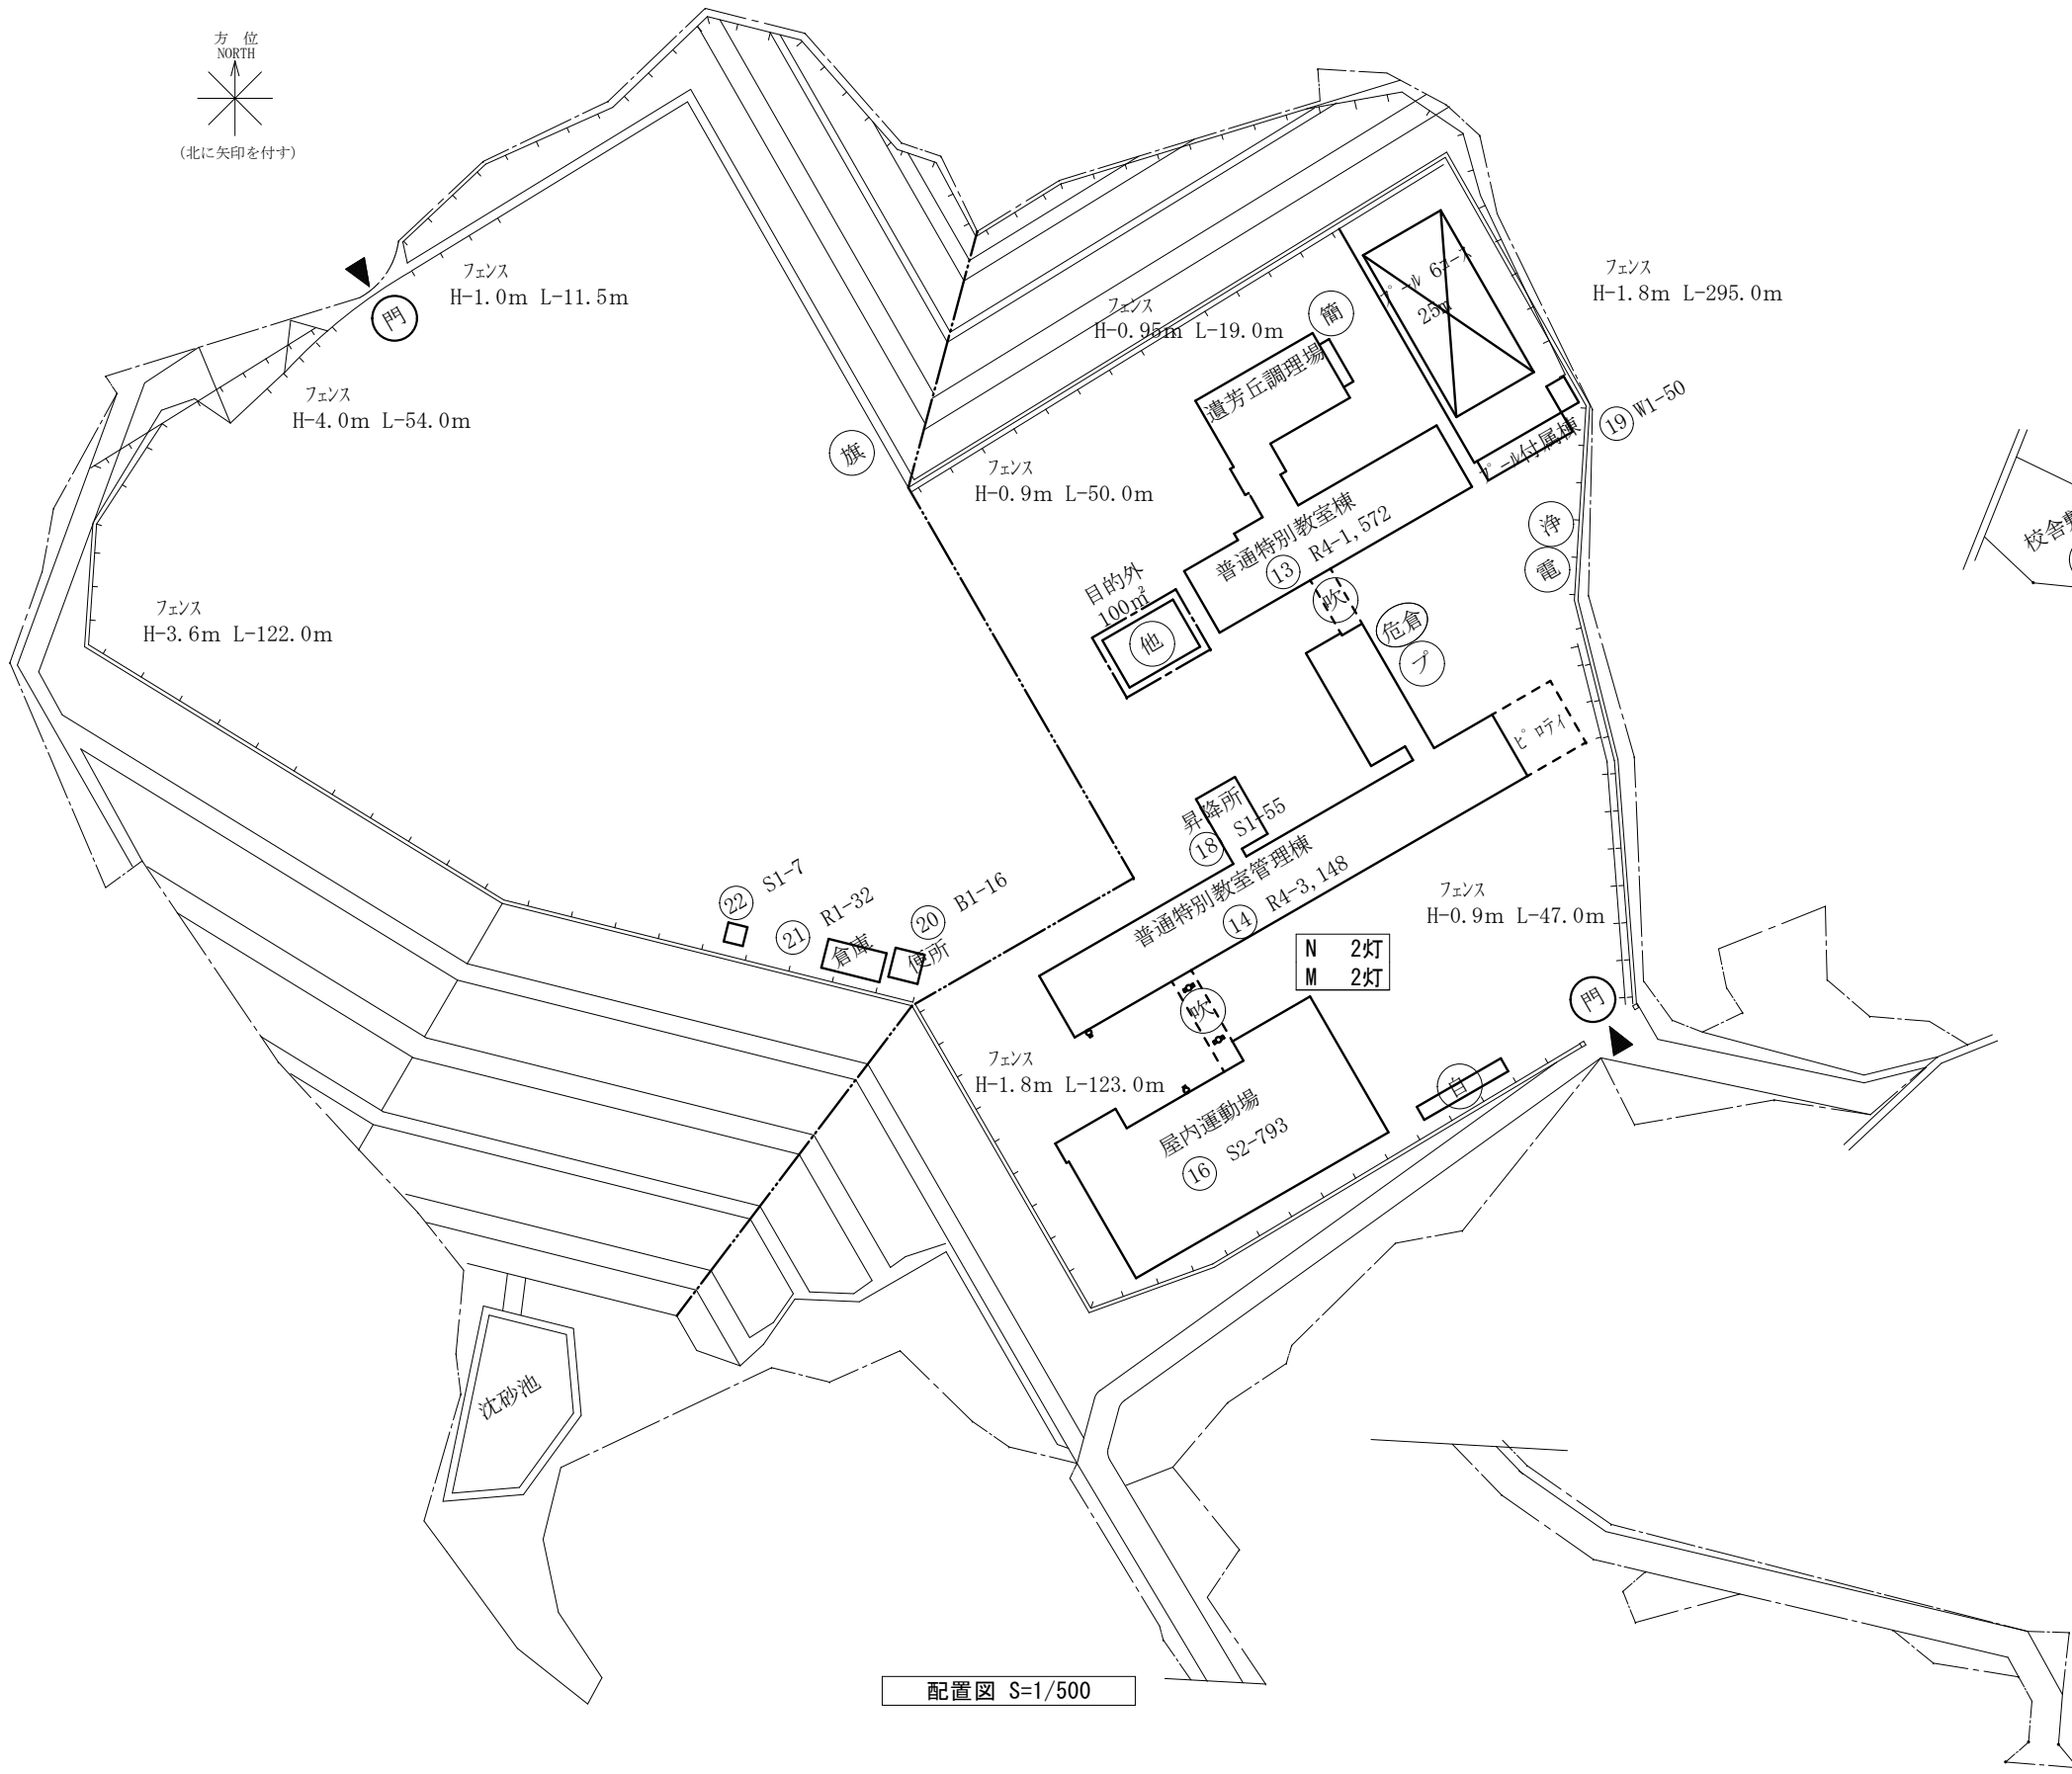 方 位
NORTH
(北に矢印を付す)
フェンス
H-1.0m L-11.5m
門
フェンス
H-4.0m L-54.0m
フェンス
H-3.6m L-122.0m
旗
フェンス
H-0.95m L-19.0m
簡
プール 6コース
25m
フェンス
H-1.8m L-295.0m
遺芳丘調理場
19 W1-50
プール付属棟
フェンス
H-0.9m L-50.0m
普通特別教室棟
13 R4-1,572
浄
電
校舎
目的外
100㎡
他
吹
危倉
プ
ピロティ
昇降所
18 S1-55
普通特別教室管理棟
14 R4-3,148
フェンス
H-0.9m L-47.0m
22 S1-7
21 R1-32
倉庫
20 B1-16
便所
N 2灯
M 2灯
門
吹
フェンス
H-1.8m L-123.0m
自
屋内運動場
16 S2-793
沈砂池
配置図 S=1/500